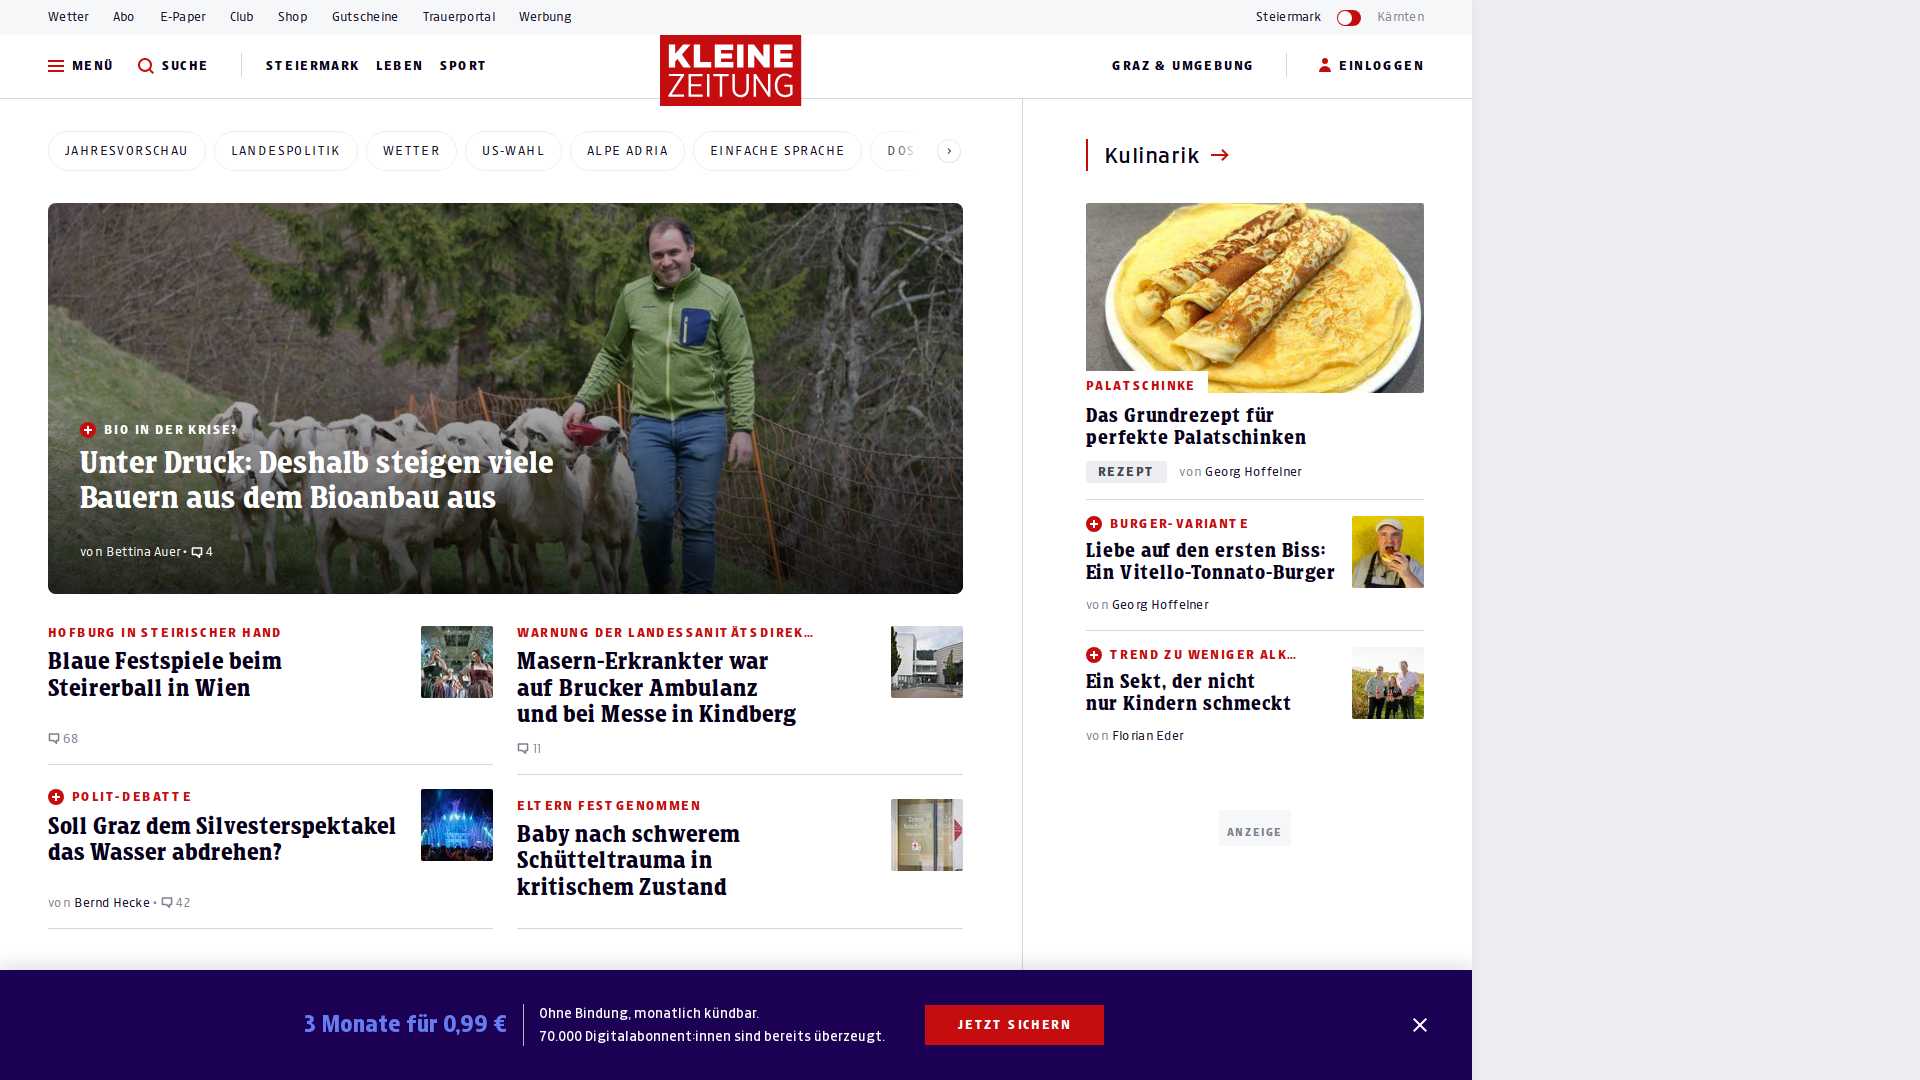 Wetter Abo E-Paper Club Shop Gutscheine Trauerportal Werbung Steiermark Kärnten
MENÜ SUCHE STEIERMARK LEBEN SPORT KLEINE ZEITUNG GRAZ & UMGEBUNG EINLOGGEN
JAHRESVORSCHAU LANDESPOLITIK WETTER US-WAHL ALPE ADRIA EINFACHE SPRACHE DOS
BIO IN DER KRISE?
Unter Druck: Deshalb steigen viele
Bauern aus dem Bioanbau aus
von Bettina Auer • 4
HOFBURG IN STEIRISCHER HAND
Blaue Festspiele beim
Steirerball in Wien
68
WARNUNG DER LANDESSANITÄTSDIREK...
Masern-Erkrankter war
auf Brucker Ambulanz
und bei Messe in Kindberg
11
POLIT-DEBATTE
Soll Graz dem Silvesterspektakel
das Wasser abdrehen?
von Bernd Hecke • 42
ELTERN FESTGENOMMEN
Baby nach schwerem
Schütteltrauma in
kritischem Zustand
Kulinarik
PALATSCHINKE
Das Grundrezept für
perfekte Palatschinken
REZEPT von Georg Hoffelner
BURGER-VARIANTE
Liebe auf den ersten Biss:
Ein Vitello-Tonnato-Burger
von Georg Hoffelner
TREND ZU WENIGER ALK...
Ein Sekt, der nicht
nur Kindern schmeckt
von Florian Eder
ANZEIGE
3 Monate für 0,99 €
Ohne Bindung, monatlich kündbar.
70.000 Digitalabonnent:innen sind bereits überzeugt.
JETZT SICHERN